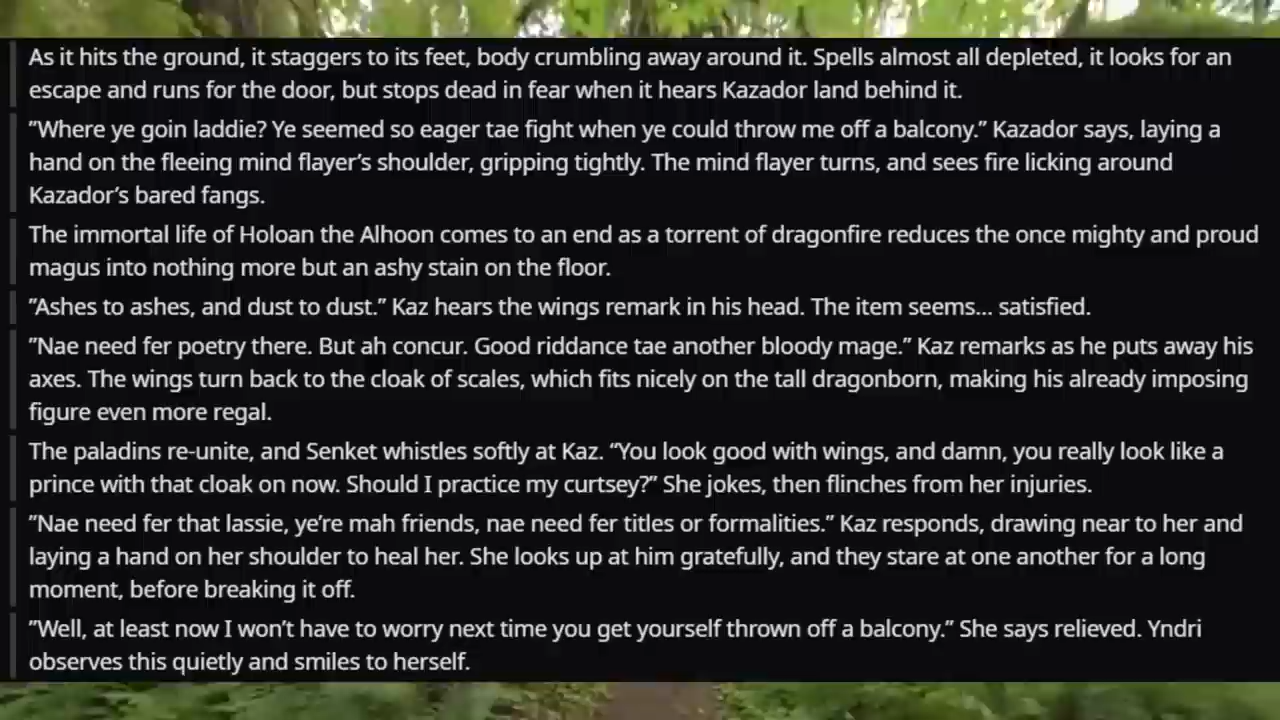 As it hits the ground, it staggers to its feet, body crumbling away around it. Spells almost all depleted, it looks for an
escape and runs for the door, but stops dead in fear when it hears Kazador land behind it.
”Where ye goin laddie? Ye seemed so eager tae fight when ye could throw me off a balcony.” Kazador says, laying a
hand on the fleeing mind flayer’s shoulder, gripping tightly. The mind flayer turns, and sees fire licking around
Kazador’s bared fangs.
The immortal life of Holoan the Alhoon comes to an end as a torrent of dragonfire reduces the once mighty and proud
magus into nothing more but an ashy stain on the floor.
”Ashes to ashes, and dust to dust.” Kaz hears the wings remark in his head. The item seems... satisfied.
”Nae need fer poetry there. But ah concur. Good riddance tae another bloody mage.” Kaz remarks as he puts away his
axes. The wings turn back to the cloak of scales, which fits nicely on the tall dragonborn, making his already imposing
figure even more regal.
The paladins re-unite, and Senket whistles softly at Kaz. “You look good with wings, and damn, you really look like a
prince with that cloak on now. Should I practice my curtsey?” She jokes, then flinches from her injuries.
”Nae need fer that lassie, ye’re mah friends, nae need fer titles or formalities.” Kaz responds, drawing near to her and
laying a hand on her shoulder to heal her. She looks up at him gratefully, and they stare at one another for a long
moment, before breaking it off.
”Well, at least now I won’t have to worry next time you get yourself thrown off a balcony.” She says relieved. Yndri
observes this quietly and smiles to herself.